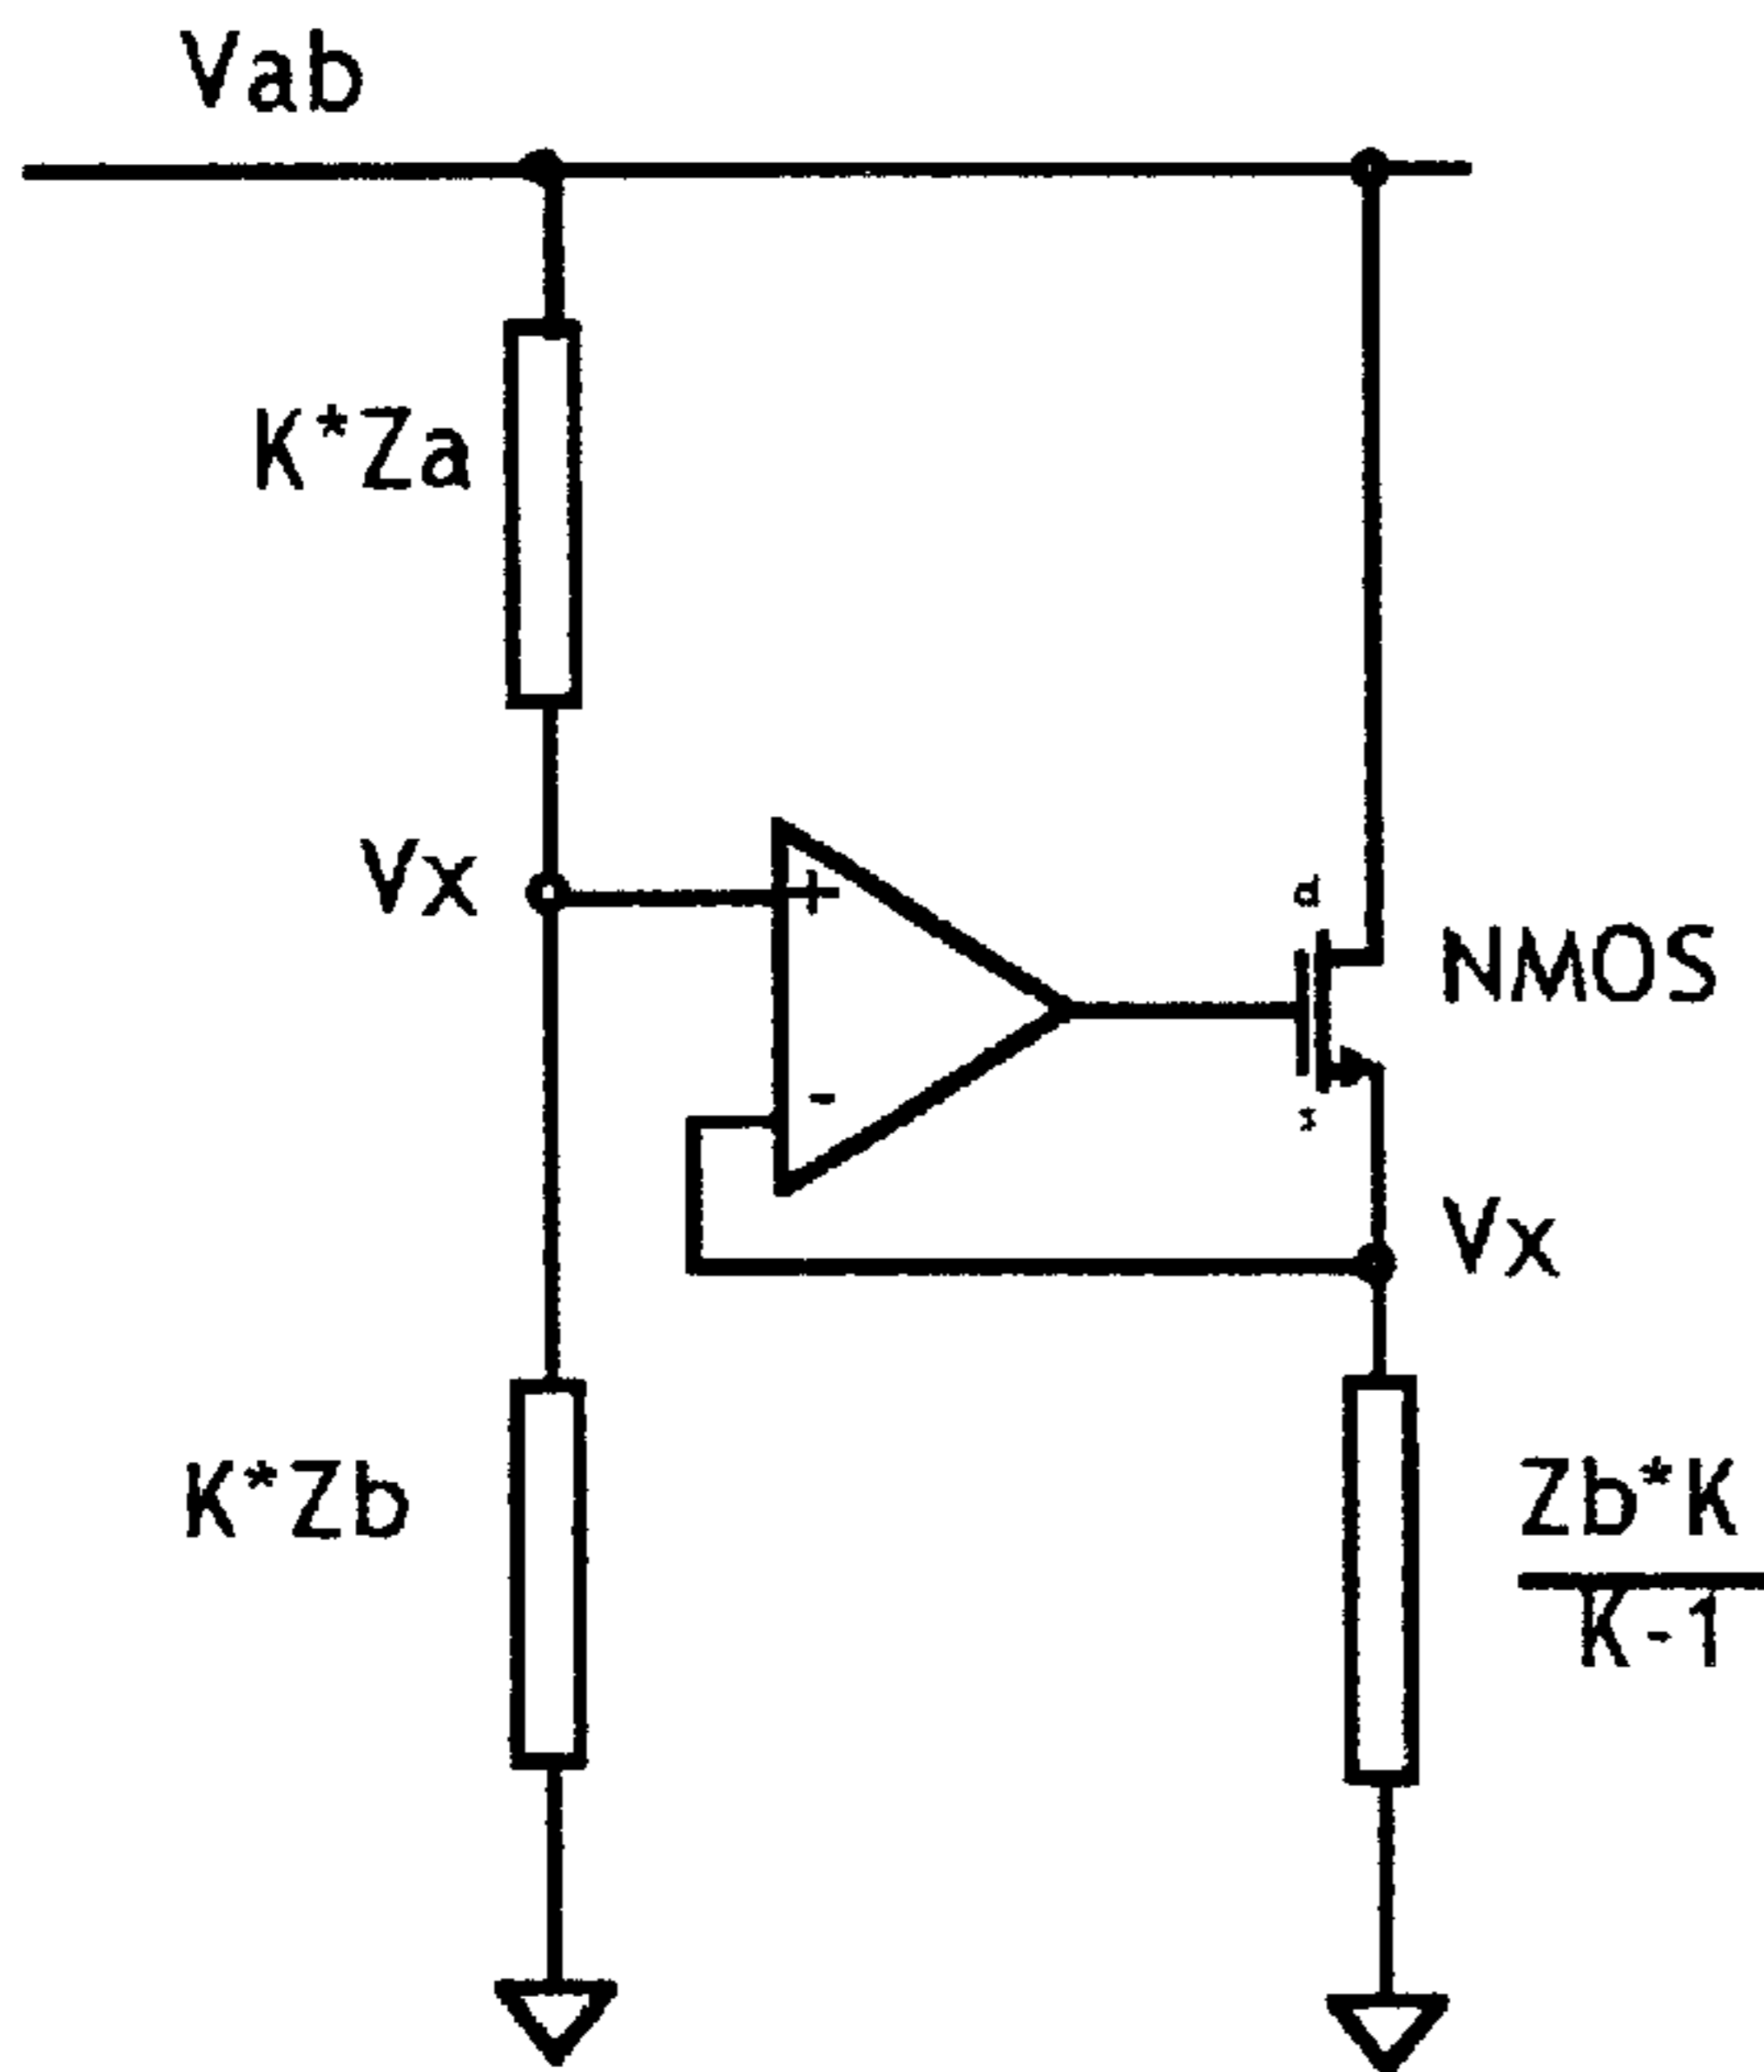 Vab
K*Za
Vx
+
-
d
NMOS
s
Vx
K*Zb
Zb*K
K-1